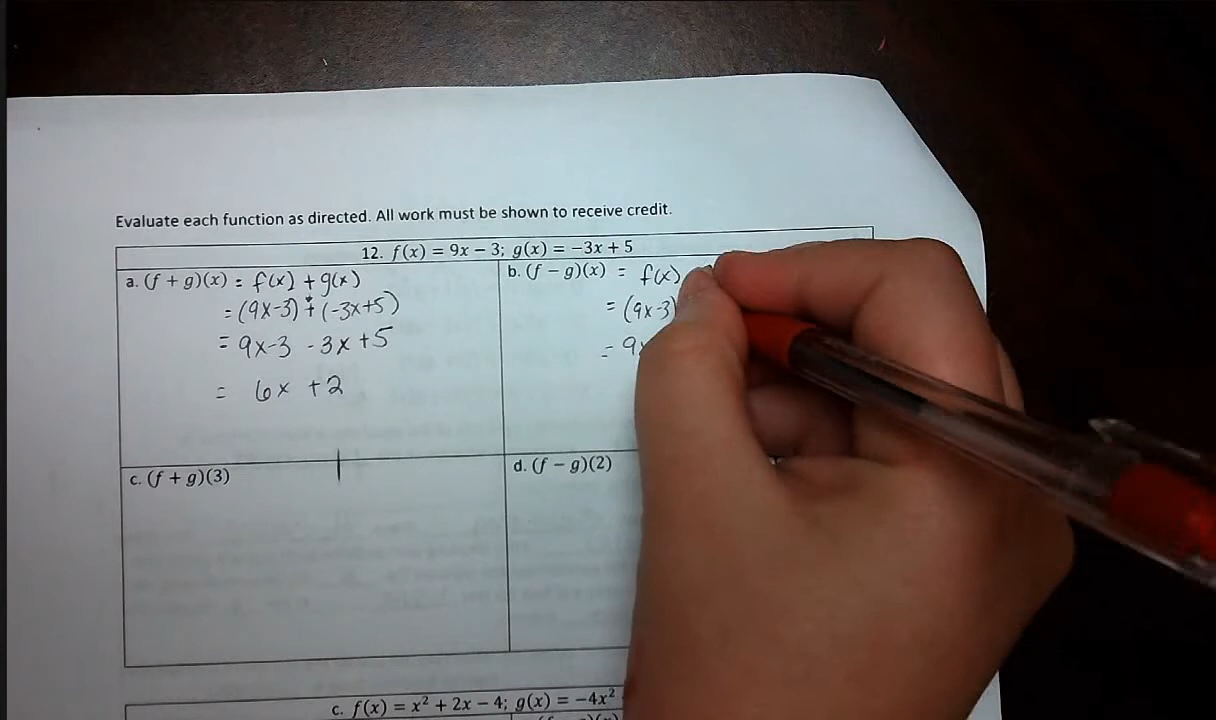 Evaluate each function as directed. All work must be shown to receive credit.
12. f(x) = 9x − 3; g(x) = −3x + 5
a. (f + g)(x) = f(x) + g(x)
= (9x-3) + (-3x+5)
= 9x-3 -3x+5
= 6x +2
b. (f − g)(x) = f(x)
= (9x-3)
= 9x
c. (f + g)(3)
d. (f − g)(2)
c. f(x) = x² + 2x − 4; g(x) = −4x²